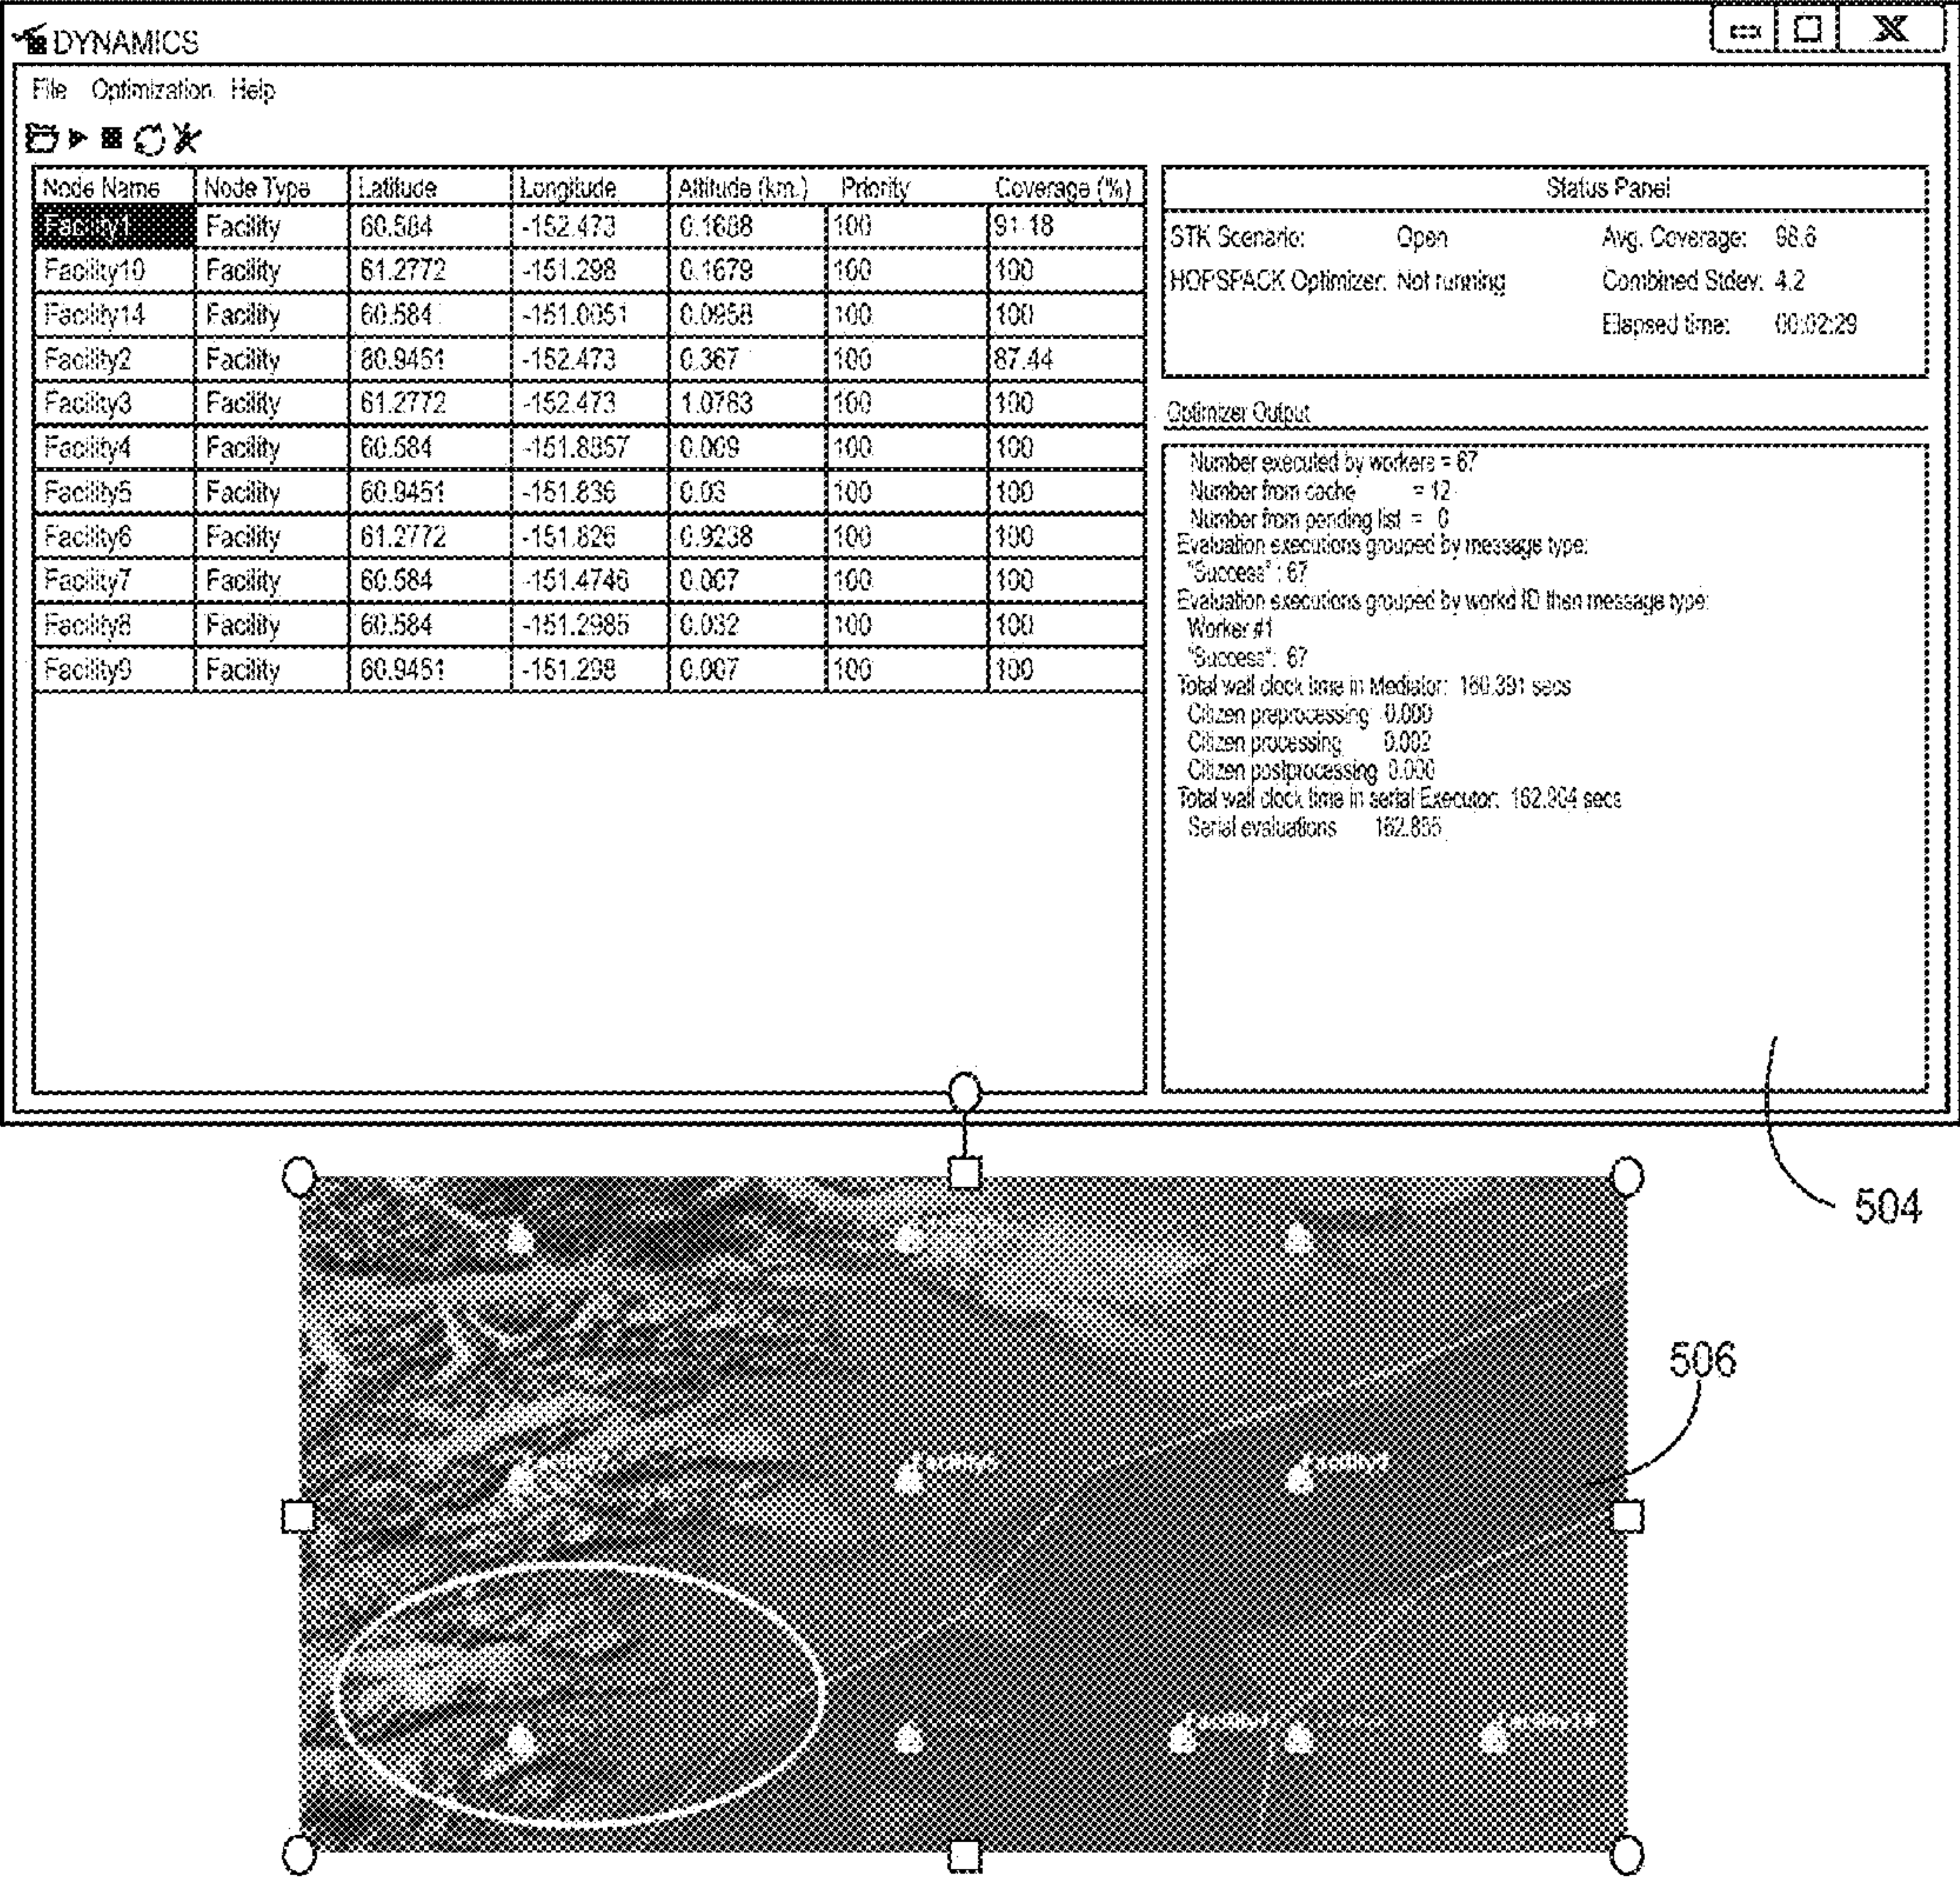 DYNAMICS
File Optimization Help
Node Name Node Type Latitude Longitude Altitude (km.) Priority Coverage (%)
Facility1 Facility 60.584 -152.473 0.1688 100 91.18
Facility10 Facility 61.2772 -151.298 0.1679 100 100
Facility14 Facility 60.584 -151.0051 0.0958 100 100
Facility2 Facility 60.9451 -152.473 0.367 100 87.44
Facility3 Facility 61.2772 -152.473 1.0763 100 100
Facility4 Facility 60.584 -151.8857 0.069 100 100
Facility5 Facility 60.9451 -151.836 0.03 100 100
Facility6 Facility 61.2772 -151.826 0.9238 100 100
Facility7 Facility 60.584 -151.4746 0.067 100 100
Facility8 Facility 60.584 -151.2985 0.032 100 100
Facility9 Facility 60.9451 -151.298 0.007 100 100
Status Panel
STK Scenario: Open Avg. Coverage: 98.6
HOPSPACK Optimizer: Not running Combined Stdev: 4.2
Elapsed time: 00:02:29
Optimizer Output
Number executed by workers = 67
Number from cache = 12
Number from pending list = 0
Evaluation executions grouped by message type:
"Success" : 67
Evaluation executions grouped by workd ID then message type:
Worker #1
"Success": 67
Total wall clock time in Mediator: 160.391 secs
Citizen preprocessing 0.000
Citizen processing 0.002
Citizen postprocessing 0.000
Total wall clock time in serial Executor: 162.904 secs
Serial evaluations 162.855
504
506